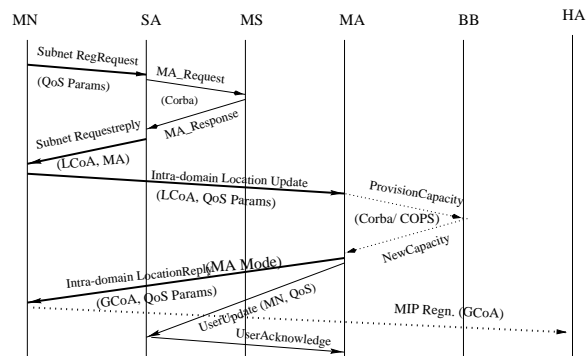 MN SA MS MA BB HA
Subnet RegRequest
(QoS Params)
MA_Request
(Corba)
MA_Response
Subnet Requestreply
(LCoA, MA)
Intra-domain Location Update
(LCoA, QoS Params)
ProvisionCapacity
(Corba/ COPS)
NewCapacity
Intra-domain LocationReply
(MA Mode)
(GCoA, QoS Params)
UserUpdate (MN, QoS)
MIP Regn. (GCoA)
UserAcknowledge